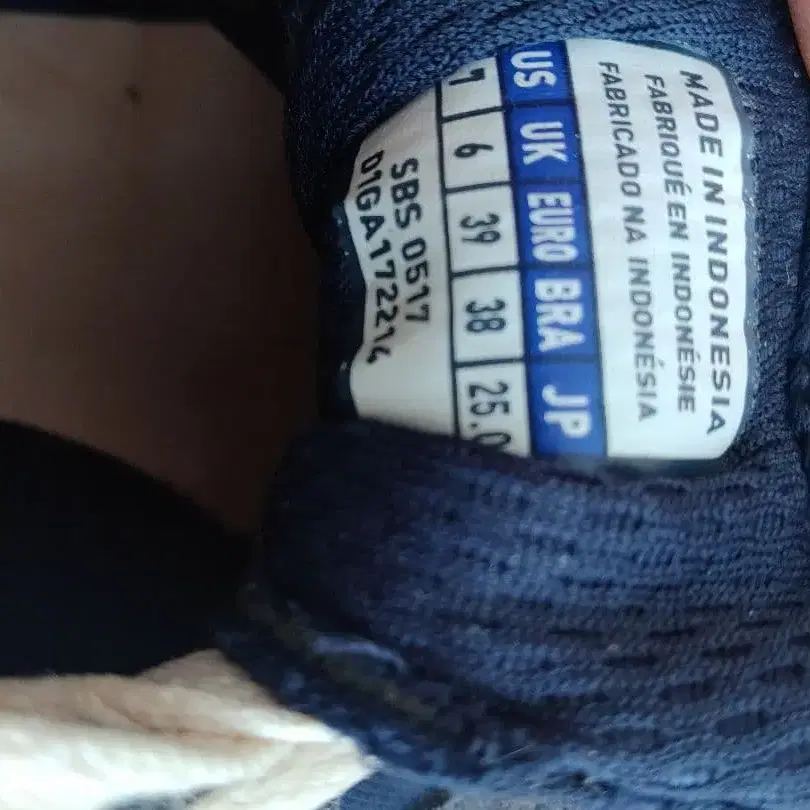 MADE IN INDONESIA
FABRIQUÉ EN INDONÉSIE
FABRICADO NA INDONÉSIA
US UK EURO BRA JP
7 6 39 38 25.0
SBS 0517
D1GA172214